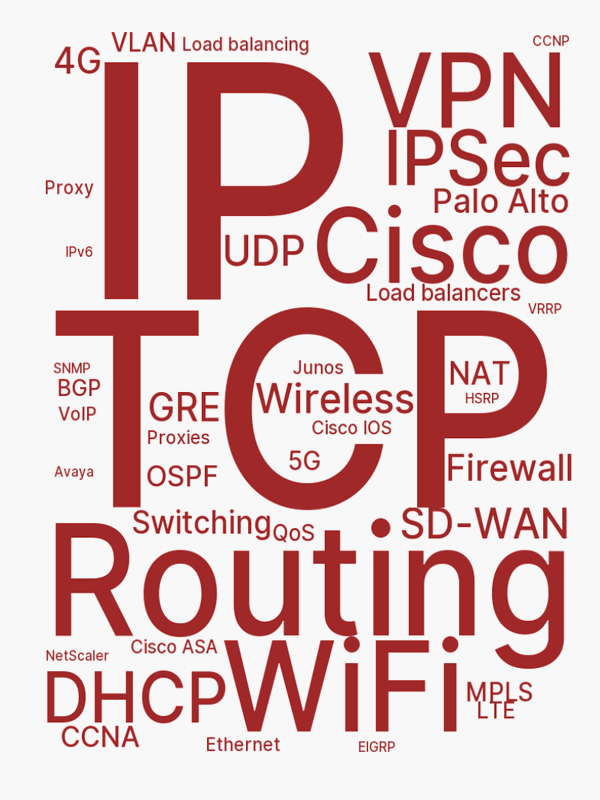 VLAN
Load balancing
CCNP
4G
IP
VPN
IPSec
Proxy
Palo Alto
IPv6
UDP
Cisco
Load balancers
VRRP
TCP
SNMP
Junos
NAT
BGP
HSRP
VoIP
GRE
Wireless
Cisco IOS
Proxies
5G
Firewall
Avaya
OSPF
Switching
QoS
SD-WAN
Routing
Cisco ASA
NetScaler
WiFi
DHCP
MPLS
LTE
CCNA
Ethernet
EIGRP